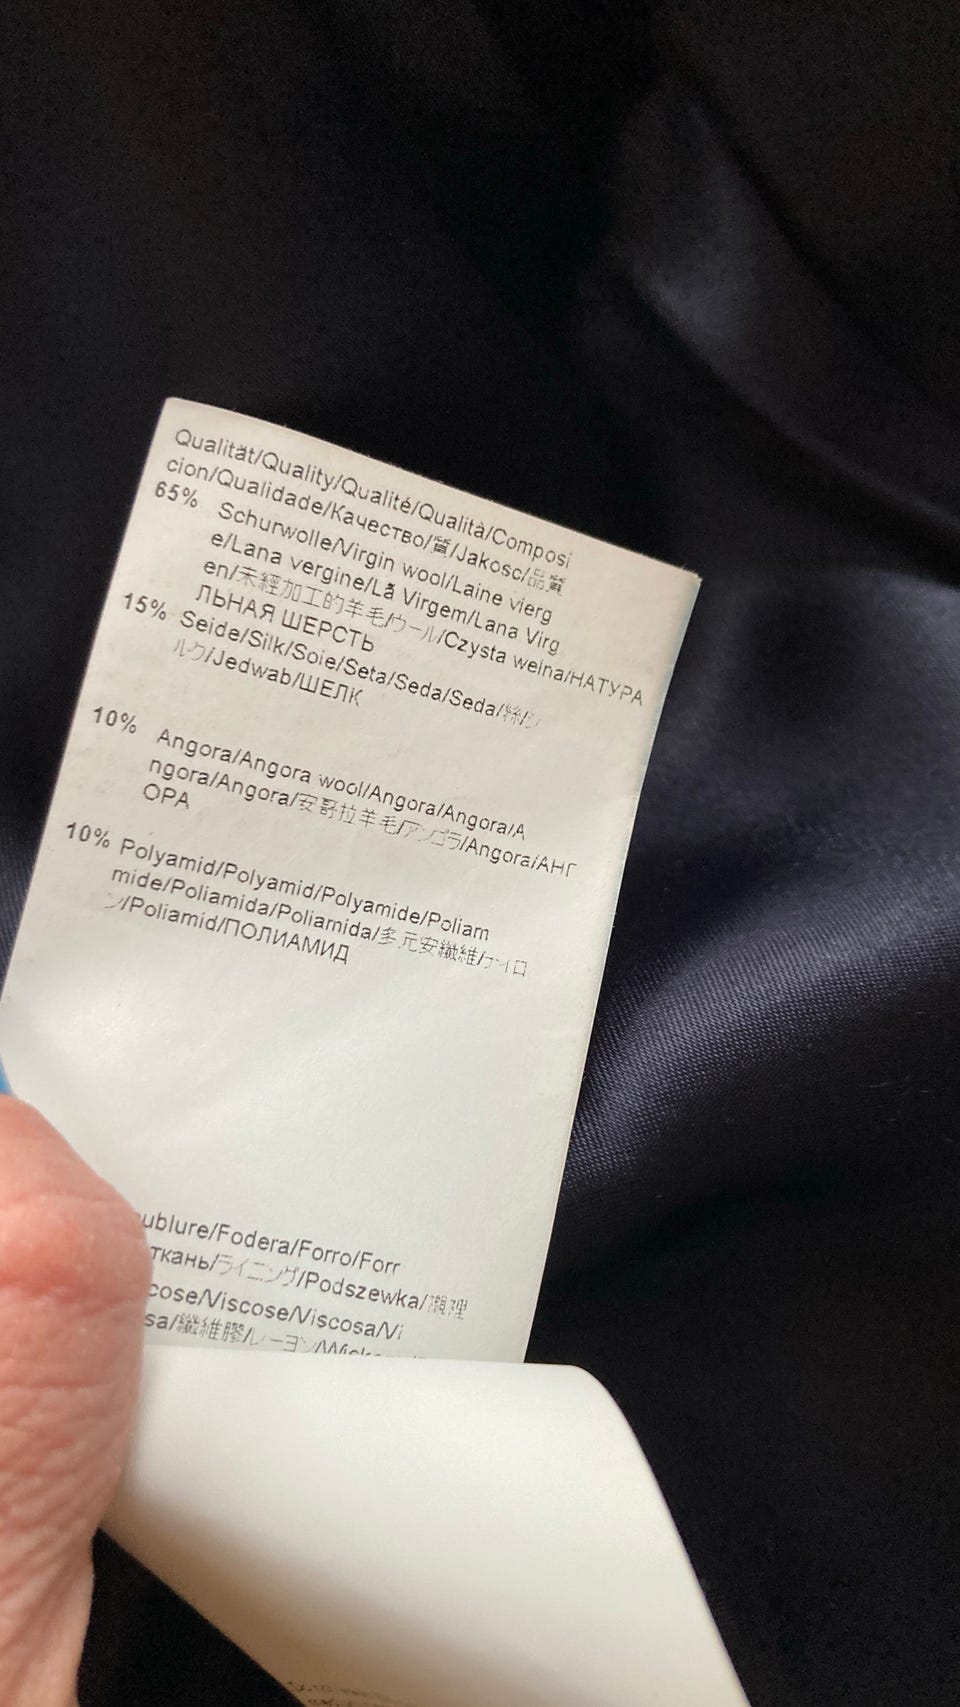 Qualität/Quality/Qualité/Qualità/Composi
cion/Qualidade/Качество/質/Jakosc/品質
65% Schurwolle/Virgin wool/Laine vierg
e/Lana vergine/Lã Virgem/Lana Virg
en/未經加工的羊毛/ウール/Czysta welna/НАТУРА
ЛЬНАЯ ШЕРСТЬ
15% Seide/Silk/Soie/Seta/Seda/Seda/絲/シ
ルク/Jedwab/ШЕЛК
10% Angora/Angora wool/Angora/Angora/A
ngora/Angora/安哥拉羊毛/アンゴラ/Angora/АНГ
ОРА
10% Polyamid/Polyamid/Polyamide/Poliam
mide/Poliamida/Poliamida/多元安纖維/ナイロ
ン/Poliamid/ПОЛИАМИД
ublure/Fodera/Forro/Forr
ткань/ライニング/Podszewka/襯裡
cose/Viscose/Viscosa/Vi
sa/纖維膠/レーヨン